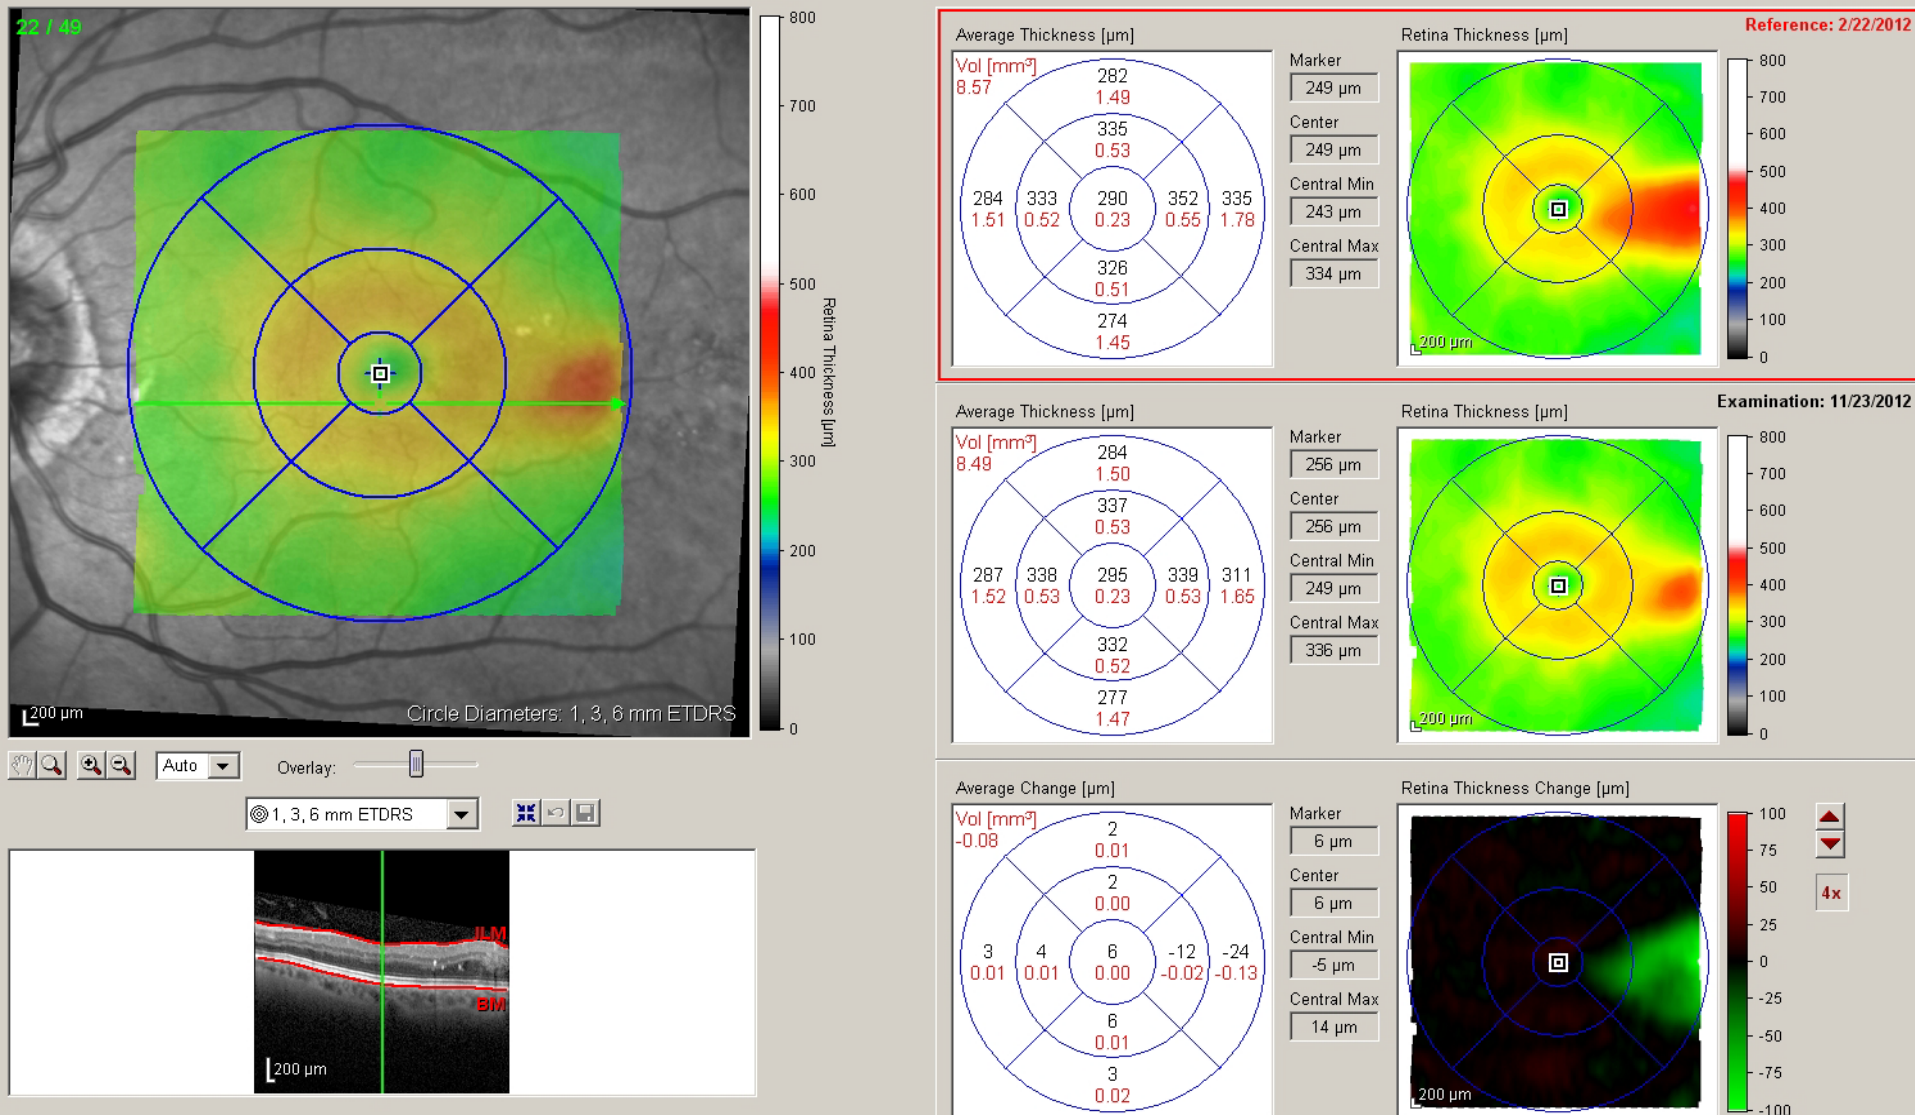 22 / 49
800
700
600
500
400
300
200
100
0
Retina Thickness [µm]
200 µm
Circle Diameters: 1, 3, 6 mm ETDRS
Auto
Overlay:
1, 3, 6 mm ETDRS
ILM
BM
200 µm
Reference: 2/22/2012
Average Thickness [µm]
Vol [mm³]
8.57
282
1.49
335
0.53
284 333 290 352 335
1.51 0.52 0.23 0.55 1.78
326
0.51
274
1.45
Marker
249 µm
Center
249 µm
Central Min
243 µm
Central Max
334 µm
Retina Thickness [µm]
200 µm
800
700
600
500
400
300
200
100
0
Examination: 11/23/2012
Average Thickness [µm]
Vol [mm³]
8.49
284
1.50
337
0.53
287 338 295 339 311
1.52 0.53 0.23 0.53 1.65
332
0.52
277
1.47
Marker
256 µm
Center
256 µm
Central Min
249 µm
Central Max
336 µm
Retina Thickness [µm]
200 µm
800
700
600
500
400
300
200
100
0
Average Change [µm]
Vol [mm³]
-0.08
2
0.01
2
0.00
3 4 6 -12 -24
0.01 0.01 0.00 -0.02 -0.13
6
0.01
3
0.02
Marker
6 µm
Center
6 µm
Central Min
-5 µm
Central Max
14 µm
Retina Thickness Change [µm]
200 µm
100
75
50
25
0
-25
-50
-75
-100
4x